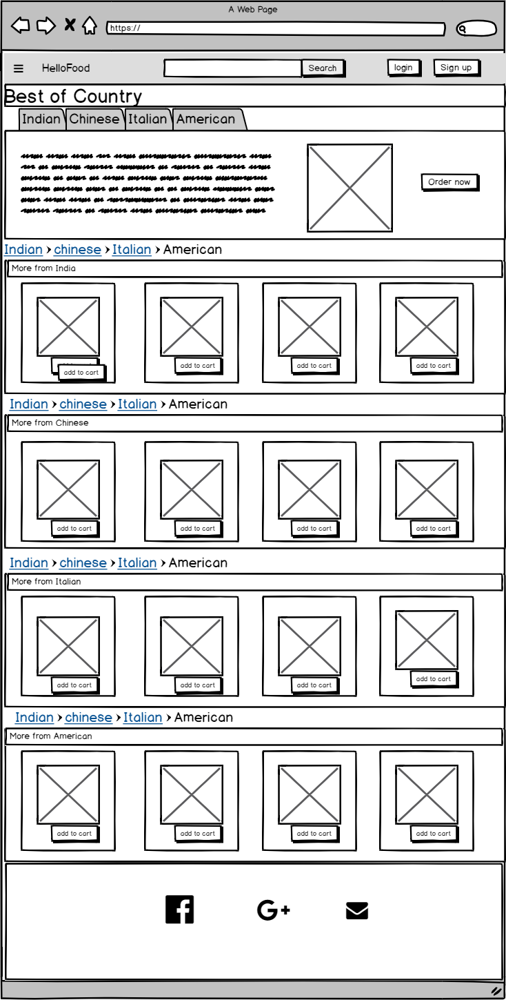 A Web Page
https://
HelloFood Search login Sign up
Best of Country
Indian Chinese Italian American
Order now
Indian › chinese › Italian › American
More from India
add to cart add to cart add to cart
add to cart
Indian › chinese › Italian › American
More from Chinese
add to cart add to cart add to cart add to cart
Indian › chinese › Italian › American
More from Italian
add to cart add to cart add to cart add to cart
Indian › chinese › Italian › American
More from American
add to cart add to cart add to cart add to cart
f G+